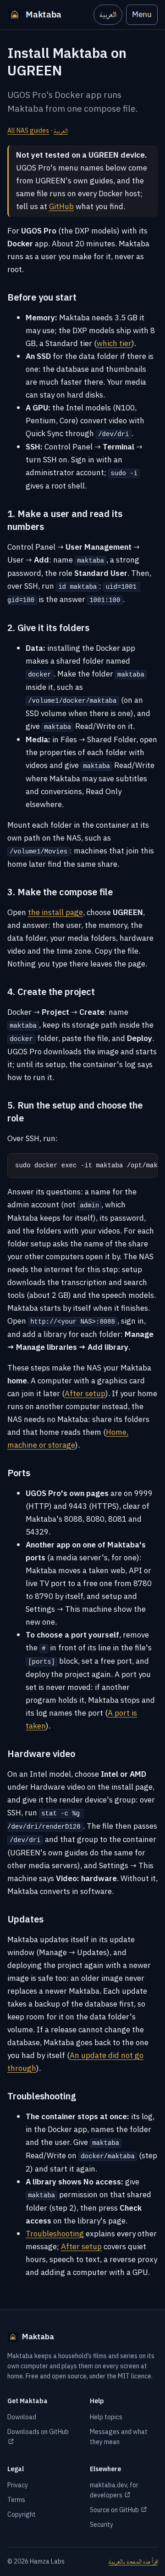 Maktaba
العربية
Menu
Install Maktaba on
UGREEN
UGOS Pro's Docker app runs
Maktaba from one compose file.
All NAS guides · العربية
Not yet tested on a UGREEN device.
UGOS Pro's menu names below come
from UGREEN's own guides, and the
app file runs on every Docker host;
tell us at GitHub what you find.
For UGOS Pro (the DXP models) with its
Docker app. About 20 minutes. Maktaba
runs as a user you make for it, never
root.
Before you start
• Memory: Maktaba needs 3.5 GB it
may use; the DXP models ship with 8
GB, a Standard tier (which tier).
• An SSD for the data folder if there is
one: the database and thumbnails
are much faster there. Your media
can stay on hard disks.
• A GPU: the Intel models (N100,
Pentium, Core) convert video with
Quick Sync through /dev/dri.
• SSH: Control Panel → Terminal →
turn SSH on. Sign in with an
administrator account; sudo -i
gives a root shell.
1. Make a user and read its
numbers
Control Panel → User Management →
User → Add: name maktaba, a strong
password, the role Standard User. Then,
over SSH, run id maktaba: uid=1001
gid=100 is the answer 1001:100.
2. Give it its folders
• Data: installing the Docker app
makes a shared folder named
docker. Make the folder maktaba
inside it, such as
/volume1/docker/maktaba (on an
SSD volume when there is one), and
give maktaba Read/Write on it.
• Media: in Files → Shared Folder, open
the properties of each folder with
videos and give maktaba Read/Write
where Maktaba may save subtitles
and conversions, Read Only
elsewhere.
Mount each folder in the container at its
own path on the NAS, such as
/volume1/Movies: machines that join this
home later find the same share.
3. Make the compose file
Open the install page, choose UGREEN,
and answer: the user, the memory, the
data folder, your media folders, hardware
video and the time zone. Copy the file.
Nothing you type there leaves the page.
4. Create the project
Docker → Project → Create: name
maktaba, keep its storage path inside the
docker folder, paste the file, and Deploy.
UGOS Pro downloads the image and starts
it; until its setup, the container's log says
how to run it.
5. Run the setup and choose the
role
Over SSH, run:
sudo docker exec -it maktaba /opt/mak
Answer its questions: a name for the
admin account (not admin, which
Maktaba keeps for itself), its password,
and the folders with your videos. Each
folder setup asks for is a folder the name
your other computers open it by. The NAS
stays on its own network. It does not need
the speech models for this setting: one
setup downloads the transcription and
search tools (about 2 GB) and the speech
models.
Maktaba starts by itself when it finishes.
Open http://<your NAS>:8088, sign in,
and add a library for each folder: Manage
→ Manage libraries → Add library.
These steps make the NAS your Maktaba
home. A computer with a graphics card
can join it later (After setup). If you have
Maktaba on another computer instead, this
NAS needs no Maktaba: share its folders
and that home reads them (Home,
machine or storage).
Ports
• UGOS Pro's own pages are on 9999
(HTTP) and 9443 (HTTPS), clear of
Maktaba's 8088, 8080, 8081 and
54329.
• Another app on one of Maktaba's
ports (a media server's, for one):
Maktaba moves a taken web, API or
live TV port to a free one from 8780
to 8790 by itself, and setup and
Settings → This machine show the
new one.
• To choose a port yourself, remove
the # in front of its line in the file's
[ports] block, set a free port, and
deploy the project again. A port you
set is never moved: if another
program holds it, Maktaba stops and
its log names the port (A port is
taken).
Hardware video
On an Intel model, choose Intel or AMD
under Hardware video on the install page,
and give it the render device's group: over
SSH, run stat -c %g
/dev/dri/renderD128. The file then passes
/dev/dri and that group to the container
(UGREEN's own guides do the same for
other media servers), and Settings → This
machine says Video: hardware. Without it,
Maktaba converts in software.
Updates
Maktaba updates itself in its update
window (Manage → Updates), and
deploying the project again with a newer
image is safe too: an older image never
replaces a newer Maktaba. Each update
takes a backup of the database first, and
keep room for it on the data folder's
volume. If a release cannot change the
database, Maktaba goes back to the one
you had by itself (An update did not go
through).
Troubleshooting
• The container stops at once: its log,
in the Docker app, names the folder
and the user. Give maktaba
Read/Write on docker/maktaba (step
2) and start it again.
• A library shows No access: give
maktaba permission on that shared
folder (step 2), then press Check
access on the library's page.
• Troubleshooting explains every other
message; After setup covers quiet
hours, speech to text, a reverse proxy
and adding a computer with a GPU.
Maktaba
Maktaba keeps a household's films and series on its
own computer and plays them on every screen at
home. Free and open source, under the MIT licence.
Get Maktaba
Download
Downloads on GitHub
Help
Help topics
Messages and what
they mean
Legal
Privacy
Terms
Copyright
Elsewhere
maktaba.dev, for
developers
Source on GitHub
Security
© 2026 Hamza Labs
اقرأ هذه الصفحة بالعربية